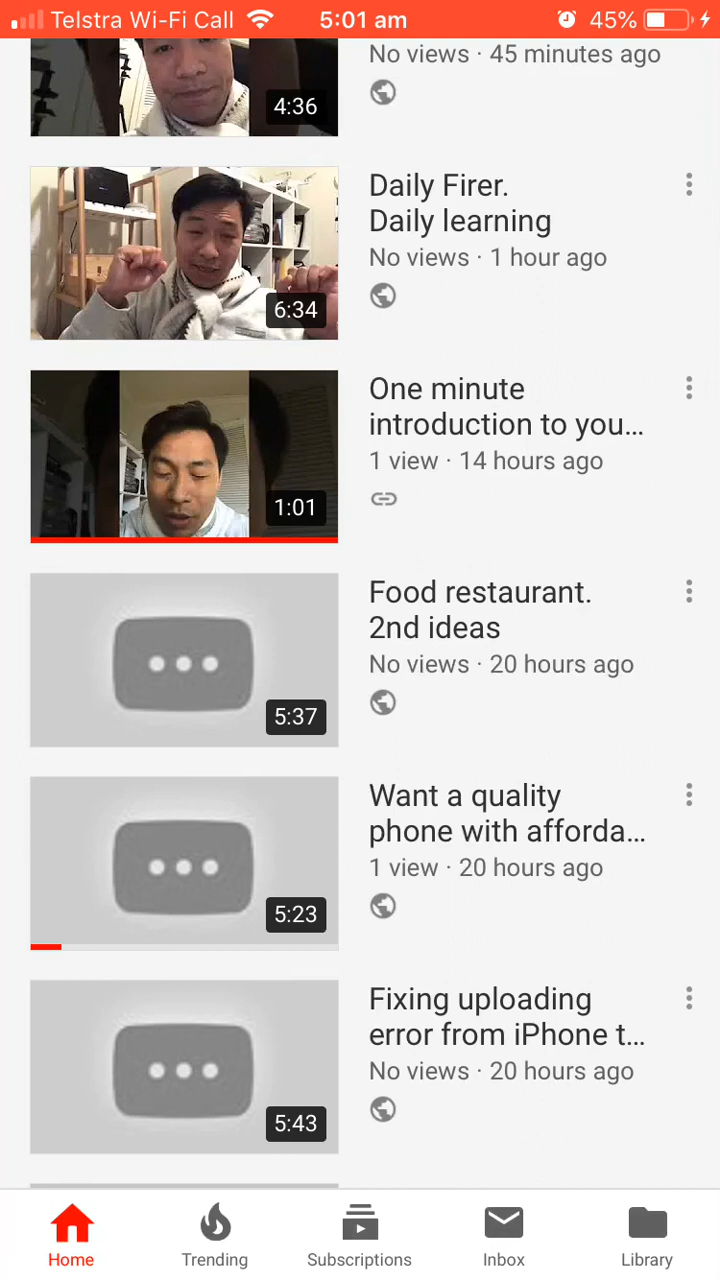 Telstra Wi-Fi Call 5:01 am 45%
No views · 45 minutes ago
4:36
Daily Firer.
Daily learning
No views · 1 hour ago
6:34
One minute
introduction to you...
1 view · 14 hours ago
1:01
Food restaurant.
2nd ideas
No views · 20 hours ago
5:37
Want a quality
phone with afforda...
1 view · 20 hours ago
5:23
Fixing uploading
error from iPhone t...
No views · 20 hours ago
5:43
Home Trending Subscriptions Inbox Library